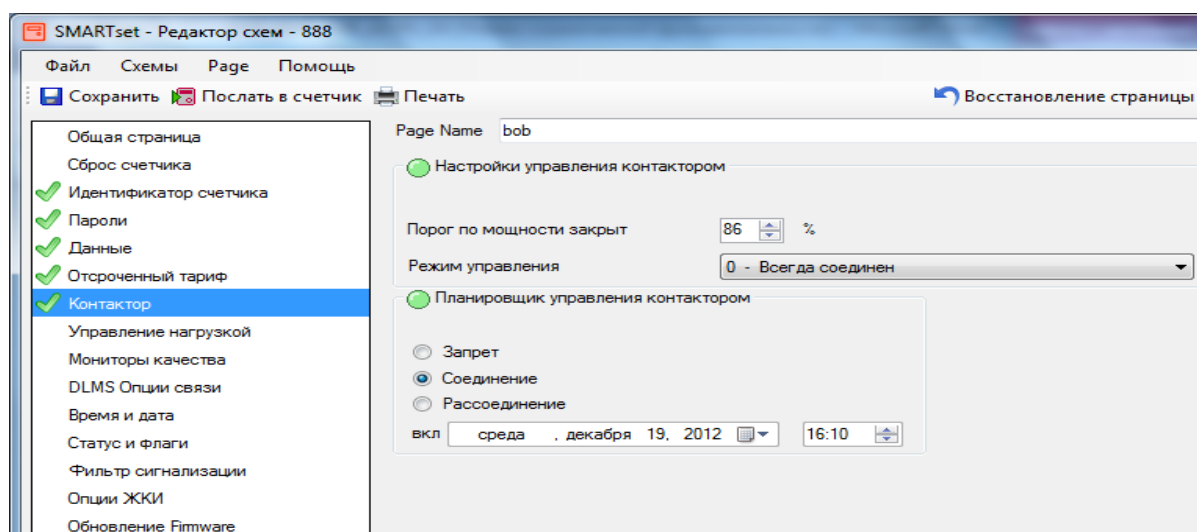 SMARTset - Редактор схем - 888
Файл Схемы Page Помощь
Сохранить Послать в счетчик Печать Восстановление страницы
Общая страница
Сброс счетчика
Идентификатор счетчика
Пароли
Данные
Отсроченный тариф
Контактор
Управление нагрузкой
Мониторы качества
DLMS Опции связи
Время и дата
Статус и флаги
Фильтр сигнализации
Опции ЖКИ
Обновление Firmware
Page Name bob
Настройки управления контактором
Порог по мощности закрыт 86 %
Режим управления 0 - Всегда соединен
Планировщик управления контактором
Запрет
Соединение
Рассоединение
вкл среда , декабря 19, 2012 16:10